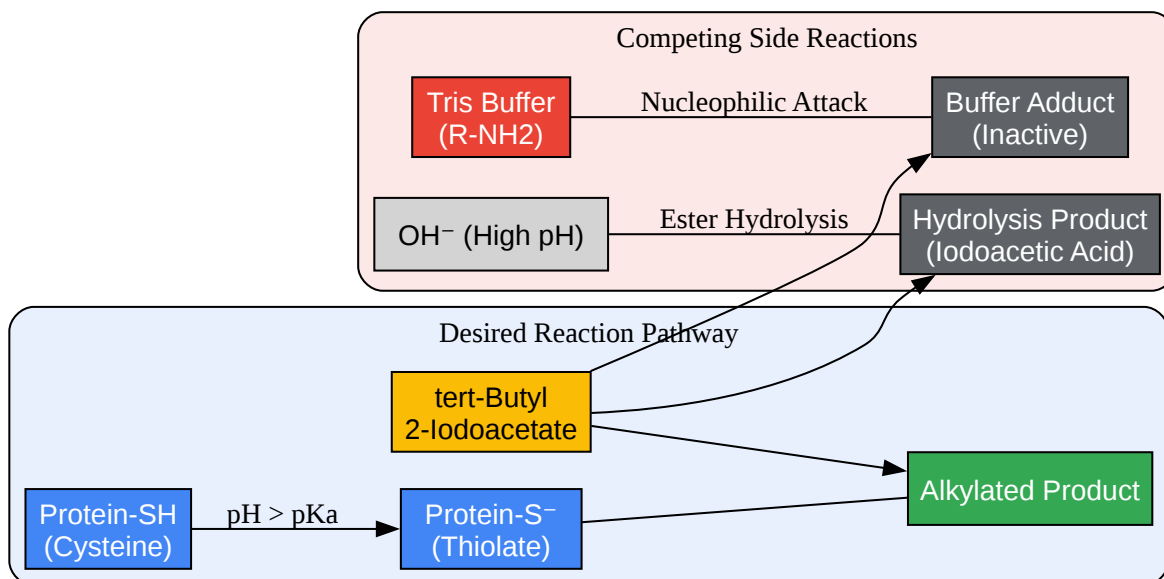 Competing Side Reactions
Tris Buffer
(R-NH2)
Nucleophilic Attack
Buffer Adduct
(Inactive)
OH⁻ (High pH)
Ester Hydrolysis
Hydrolysis Product
(Iodoacetic Acid)
Desired Reaction Pathway
tert-Butyl
2-Iodoacetate
Alkylated Product
Protein-SH
(Cysteine)
pH > pKa
Protein-S⁻
(Thiolate)